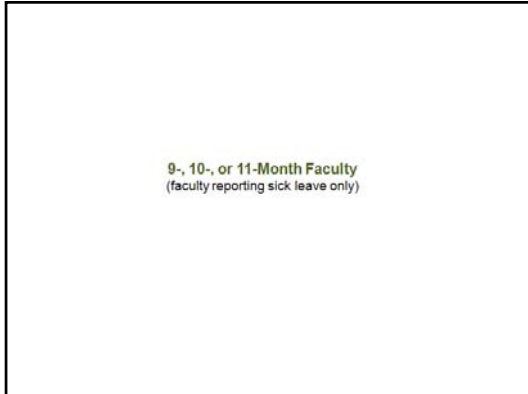 9-, 10-, or 11-Month Faculty
(faculty reporting sick leave only)